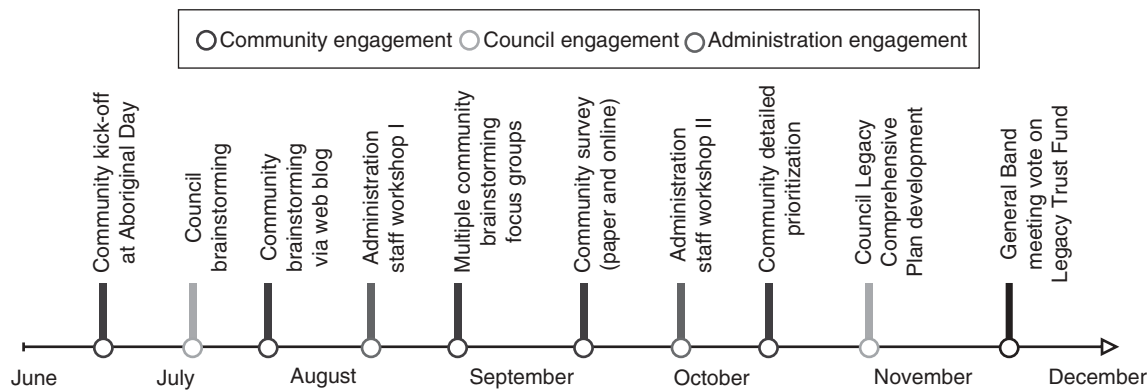 Community engagement Council engagement Administration engagement
Community kick-off
at Aboriginal Day
Council
brainstorming
Community
brainstorming
via web blog
Administration
staff workshop I
Multiple community
brainstorming
focus groups
Community survey
(paper and online)
Administration
staff workshop II
Community detailed
prioritization
Council Legacy
Comprehensive
Plan development
General Band
meeting vote on
Legacy Trust Fund
June July August September October November December